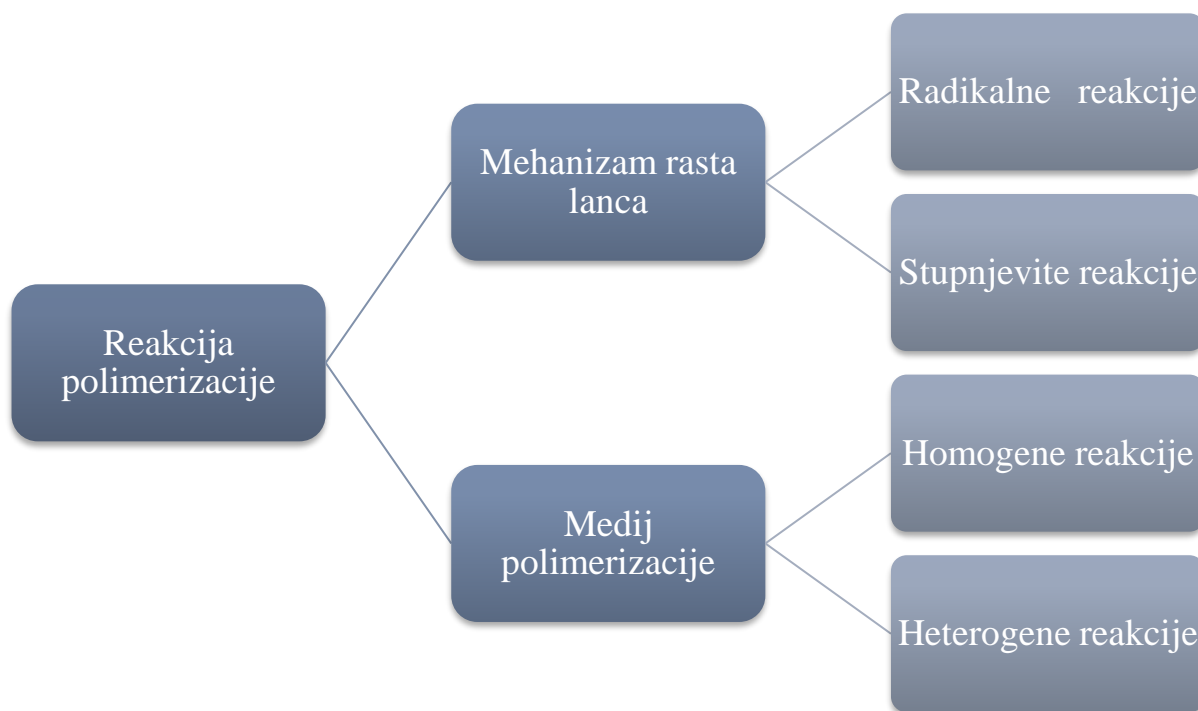 Reakcija
polimerizacije
Mehanizam rasta
lanca
Radikalne reakcije
Stupnjevite reakcije
Medij
polimerizacije
Homogene reakcije
Heterogene reakcije